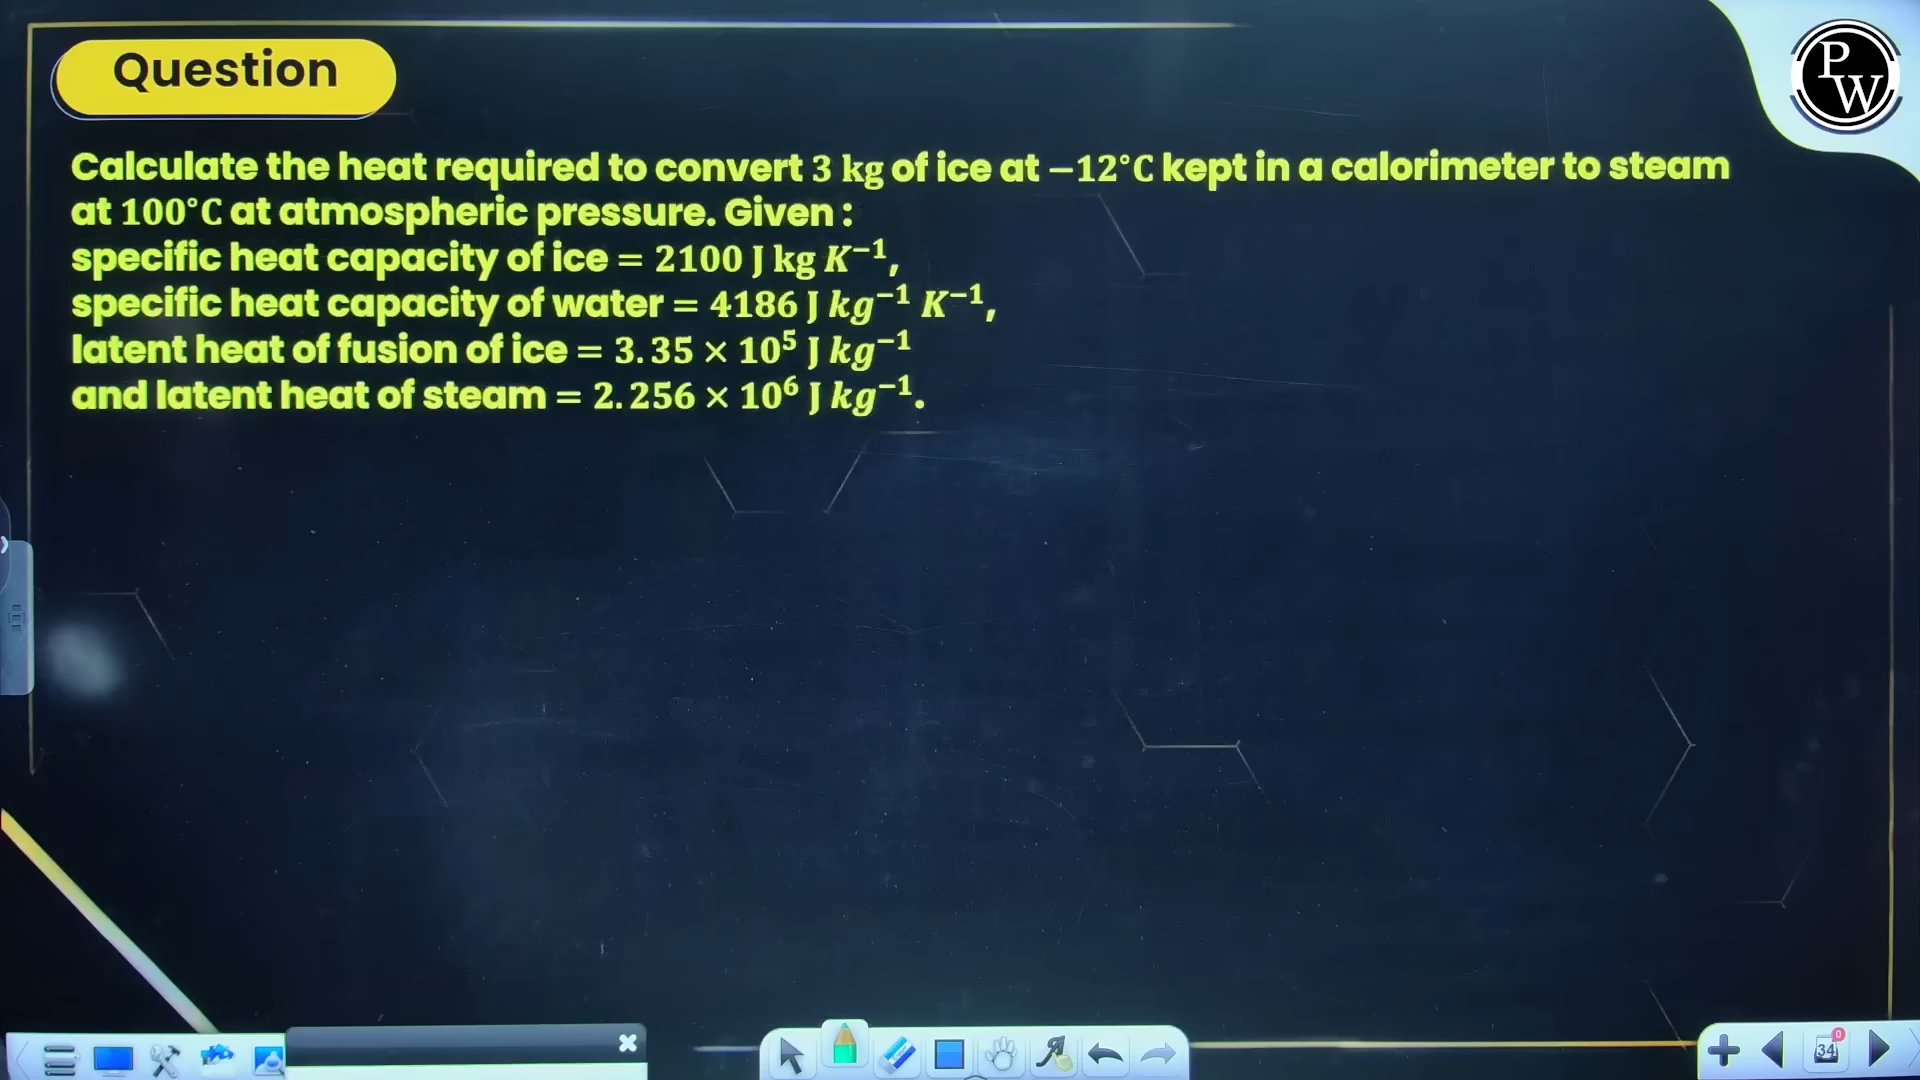 Question
PW
Calculate the heat required to convert 3 kg of ice at −12°C kept in a calorimeter to steam
at 100°C at atmospheric pressure. Given :
specific heat capacity of ice = 2100 J kg K⁻¹,
specific heat capacity of water = 4186 J kg⁻¹ K⁻¹,
latent heat of fusion of ice = 3.35 × 10⁵ J kg⁻¹
and latent heat of steam = 2.256 × 10⁶ J kg⁻¹.
0
34